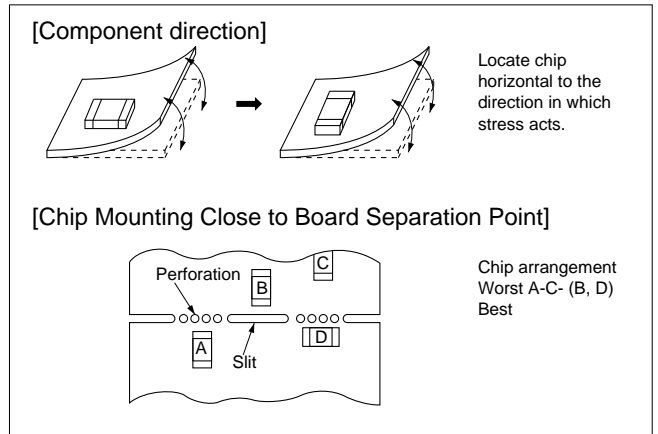 [Component direction]
Locate chip
horizontal to the
direction in which
stress acts.
[Chip Mounting Close to Board Separation Point]
Perforation
C
B
A
D
Slit
Chip arrangement
Worst A-C- (B, D)
Best